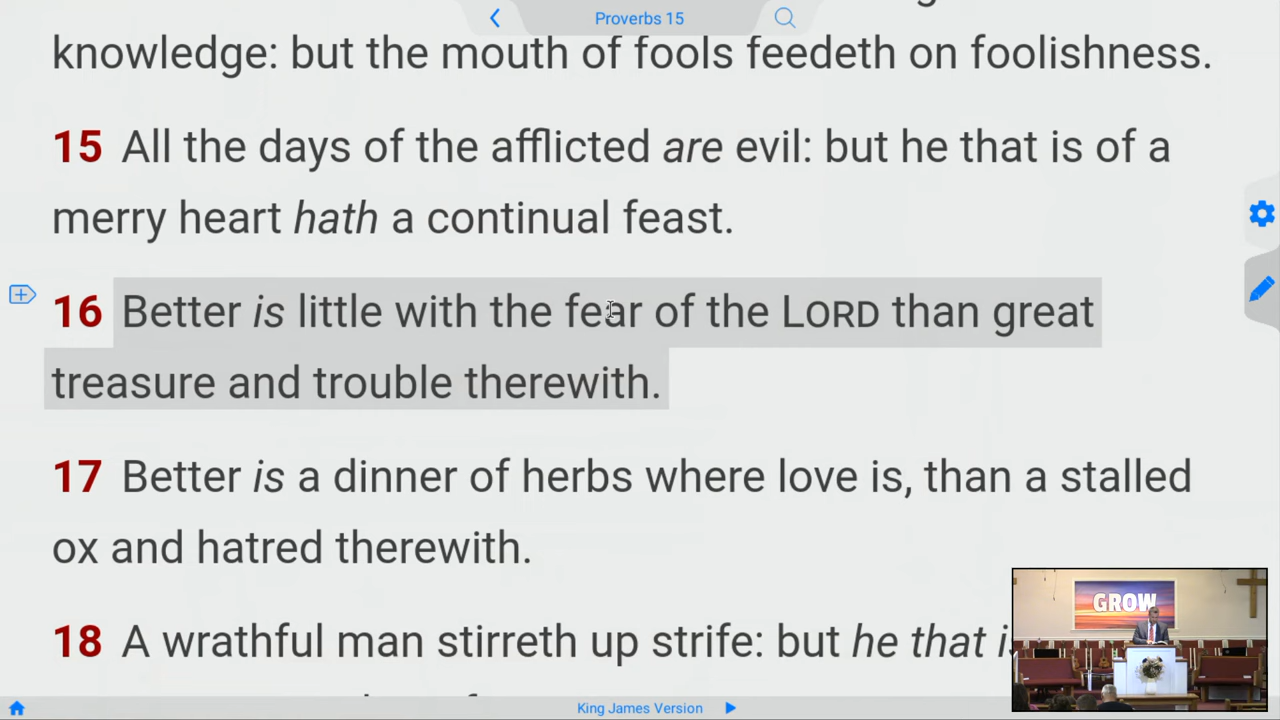 Proverbs 15
knowledge: but the mouth of fools feedeth on foolishness.
15 All the days of the afflicted are evil: but he that is of a
merry heart hath a continual feast.
16 Better is little with the fear of the LORD than great
treasure and trouble therewith.
17 Better is a dinner of herbs where love is, than a stalled
ox and hatred therewith.
GROW
18 A wrathful man stirreth up strife: but he that
King James Version